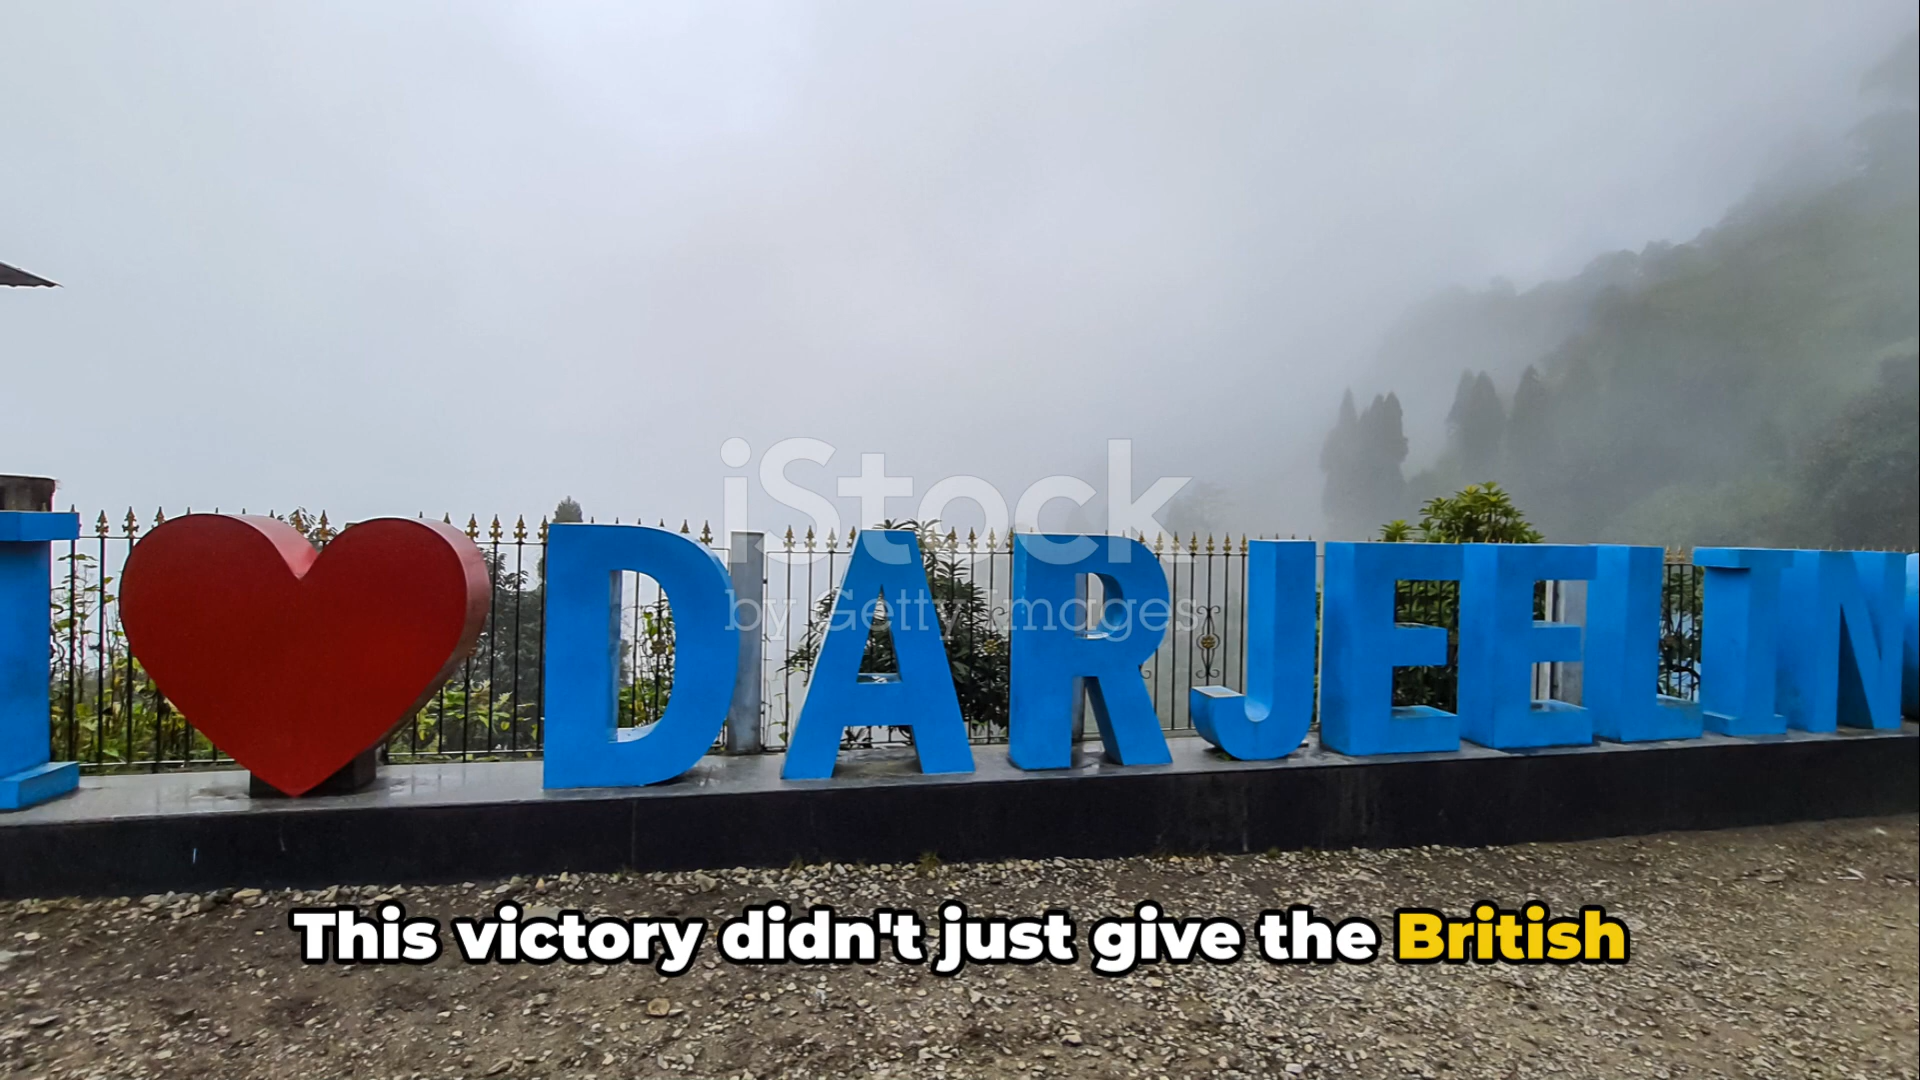 iStock
by Getty Images
I ❤ DARJEELIN
This victory didn't just give the British